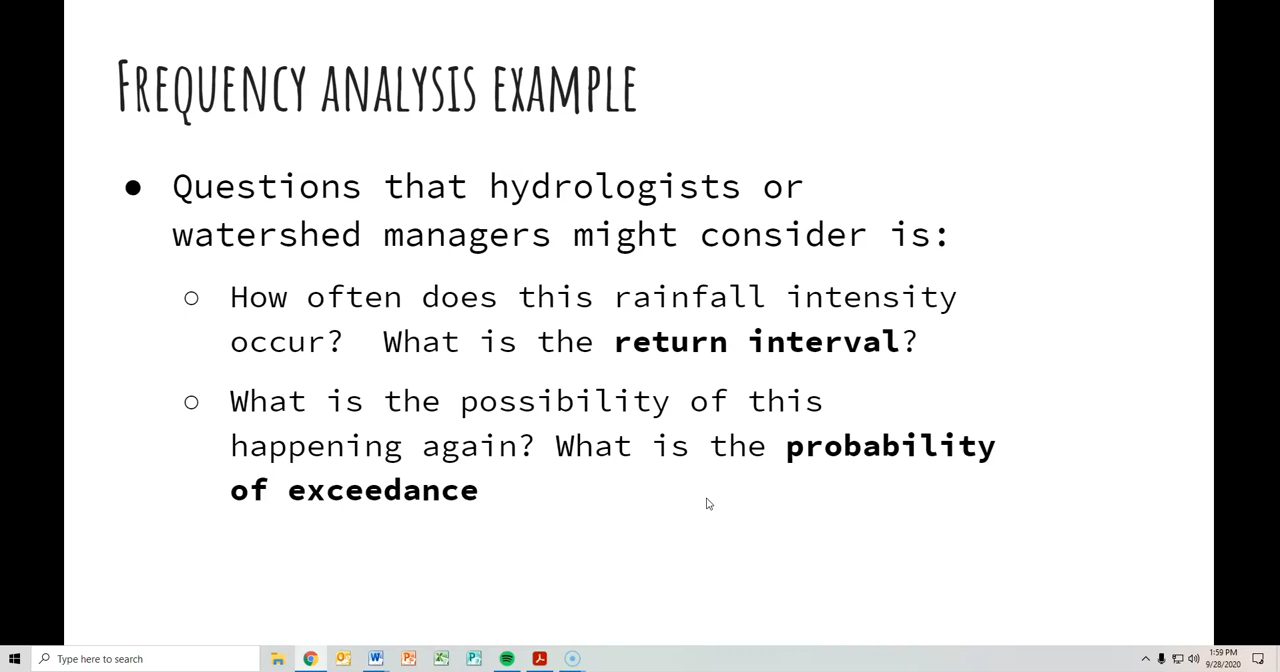 Frequency analysis example
● Questions that hydrologists or
watershed managers might consider is:
○ How often does this rainfall intensity
occur?  What is the return interval?
○ What is the possibility of this
happening again? What is the probability
of exceedance
Type here to search
1:59 PM
9/28/2020